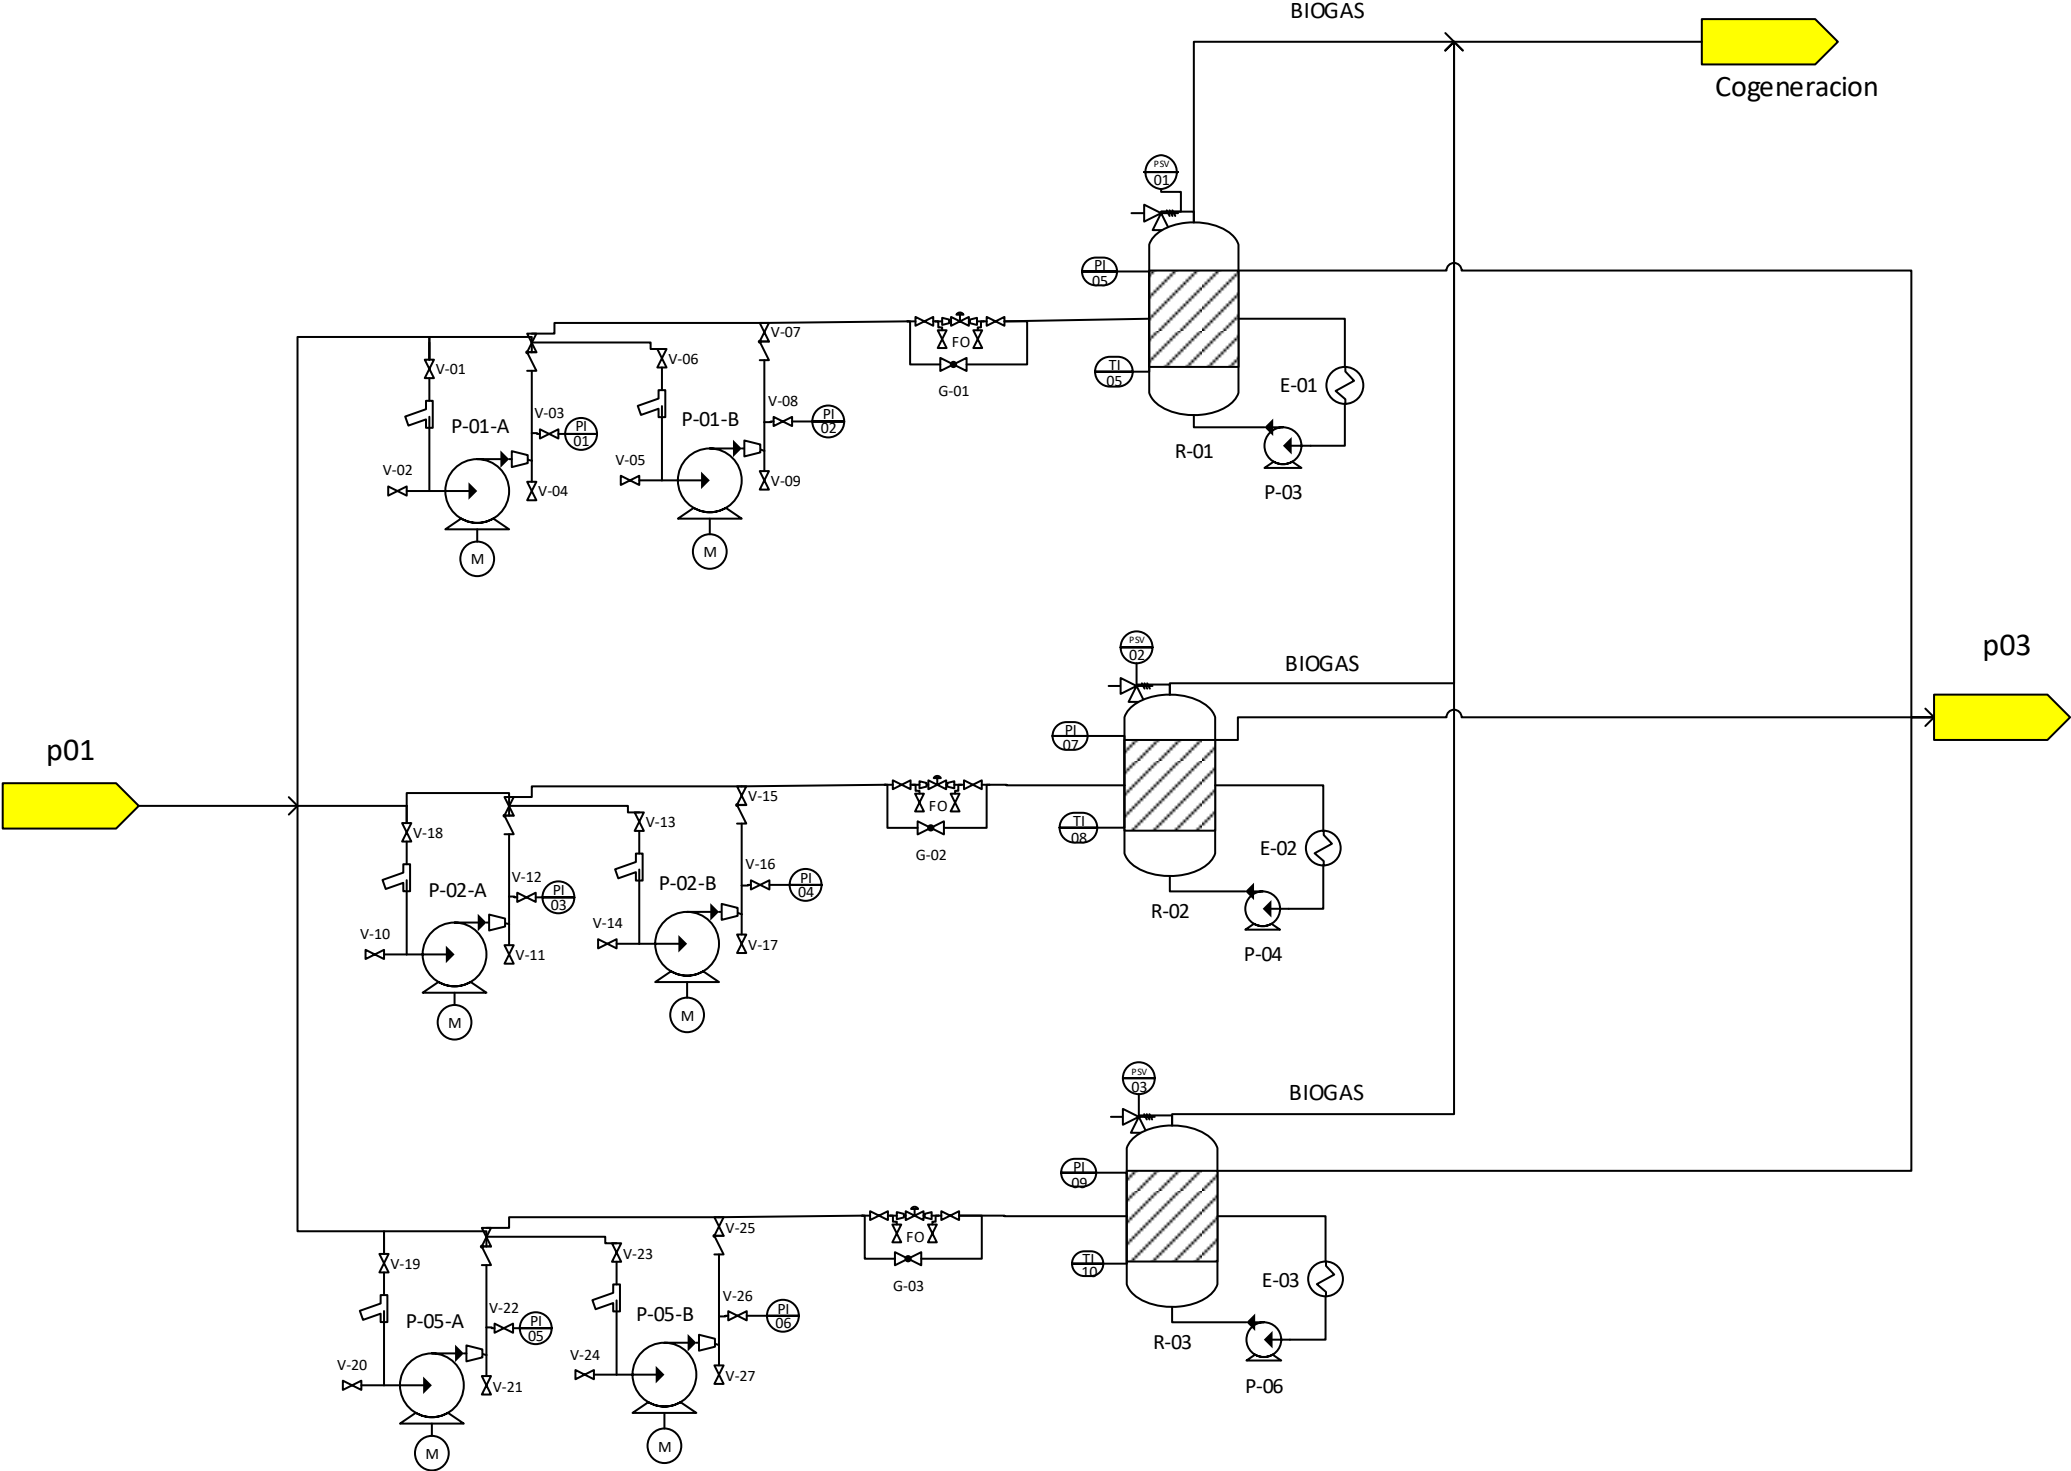 BIOGAS
Cogeneracion
PSV
01
PI
05
V-07
V-06
V-01
FO
TI
05
G-01
E-01
V-03
PI
01
V-08
PI
02
P-01-A
P-01-B
R-01
V-02
V-05
V-04
V-09
P-03
M
M
PSV
02
BIOGAS
p03
PI
07
p01
V-15
V-13
V-18
FO
TI
08
G-02
E-02
V-12
PI
03
V-16
PI
04
P-02-A
P-02-B
R-02
V-10
V-14
V-11
V-17
P-04
M
M
PSV
03
BIOGAS
PI
09
V-25
V-23
V-19
FO
TI
10
G-03
E-03
V-22
PI
05
V-26
PI
06
P-05-A
P-05-B
R-03
V-20
V-24
V-21
V-27
P-06
M
M